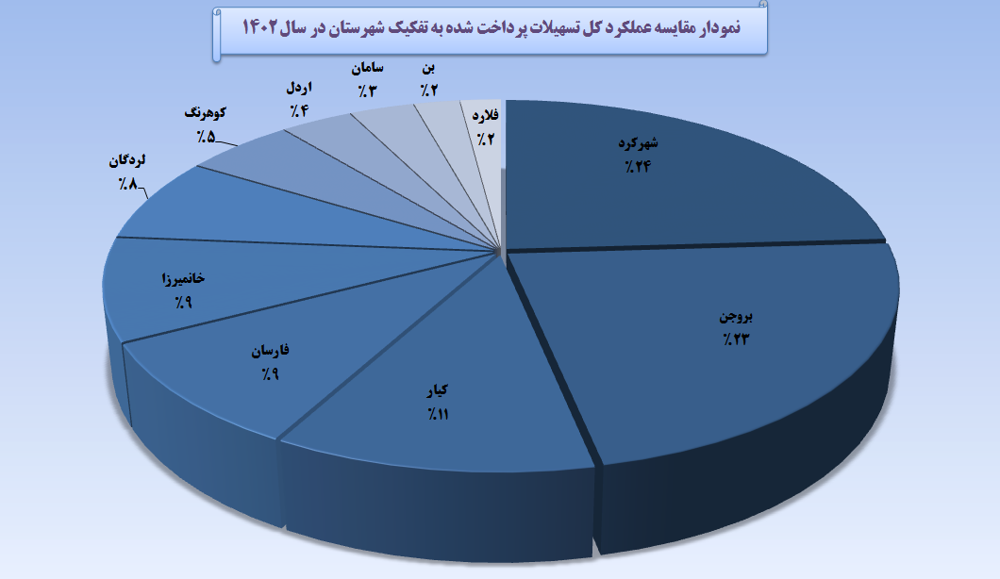 نمودار مقایسه عملکرد کل تسهیلات پرداخت شده به تفکیک شهرستان در سال ۱۴۰۲
شهرکرد
٪۲۴
بروجن
٪۲۳
کیار
٪۱۱
فارسان
٪۹
خانمیرزا
٪۹
لردگان
٪۸
کوهرنگ
٪۵
اردل
٪۴
سامان
٪۳
بن
٪۲
فلارد
٪۲